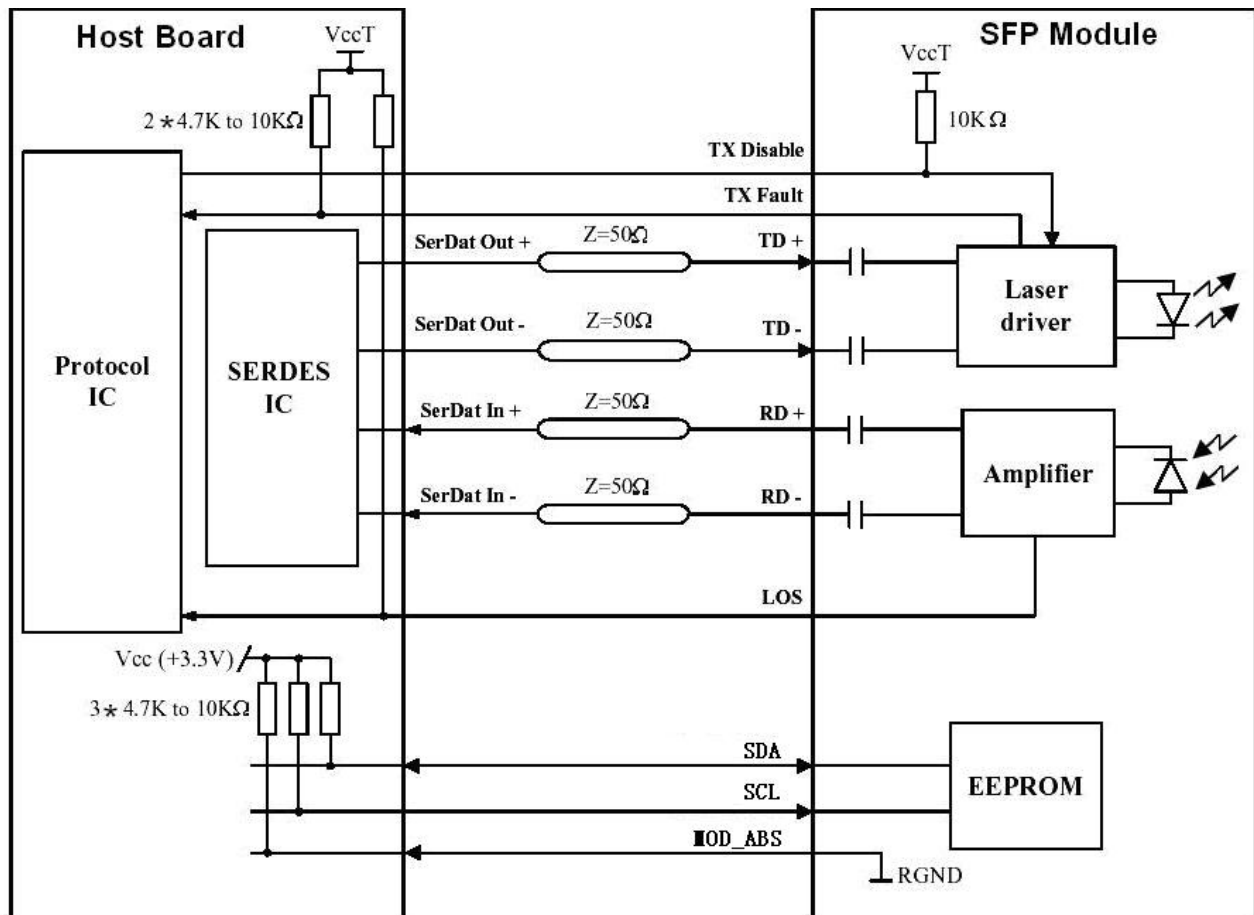 Host Board
SFP Module
VccT
VccT
2*4.7K to 10KΩ
10KΩ
TX Disable
TX Fault
SerDat Out +
Z=50Ω
TD +
SerDat Out -
Z=50Ω
TD -
Laser
driver
Protocol
IC
SERDES
IC
SerDat In +
Z=50Ω
RD +
SerDat In -
Z=50Ω
RD -
Amplifier
LOS
Vcc (+3.3V)
3*4.7K to 10KΩ
SDA
SCL
MOD_ABS
EEPROM
RGND